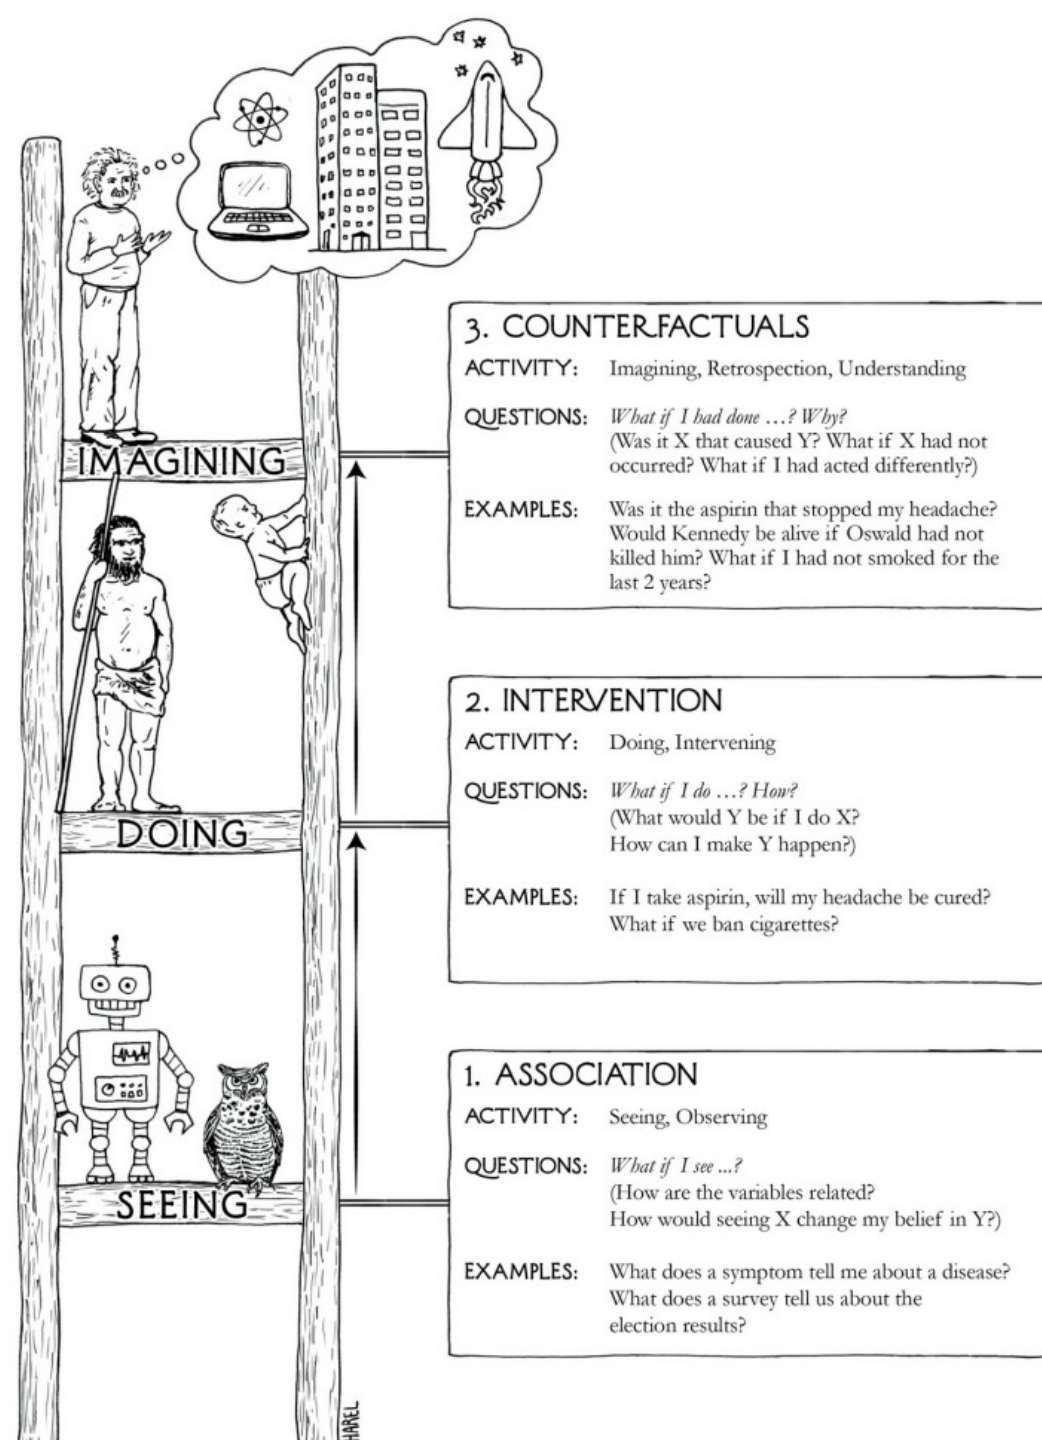 3. COUNTERFACTUALS
ACTIVITY: Imagining, Retrospection, Understanding
QUESTIONS: What if I had done …? Why?
(Was it X that caused Y? What if X had not
occurred? What if I had acted differently?)
EXAMPLES: Was it the aspirin that stopped my headache?
Would Kennedy be alive if Oswald had not
killed him? What if I had not smoked for the
last 2 years?
IMAGINING
2. INTERVENTION
ACTIVITY: Doing, Intervening
QUESTIONS: What if I do …? How?
(What would Y be if I do X?
How can I make Y happen?)
EXAMPLES: If I take aspirin, will my headache be cured?
What if we ban cigarettes?
DOING
1. ASSOCIATION
ACTIVITY: Seeing, Observing
QUESTIONS: What if I see ...?
(How are the variables related?
How would seeing X change my belief in Y?)
EXAMPLES: What does a symptom tell me about a disease?
What does a survey tell us about the
election results?
SEEING
HAREL